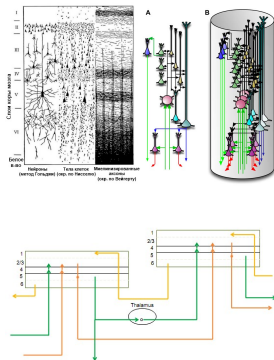 A
B
I
II
III
IV
V
VI
Слои коры мозга
Белое
в-во
Нейроны
(метод Гольджи)
Тела клеток
(окр. по Нисслю)
Миелинизированные
аксоны
(окр. по Вейгерту)
1
2/3
4
5
6
1
2/3
4
5
6
Thalamus